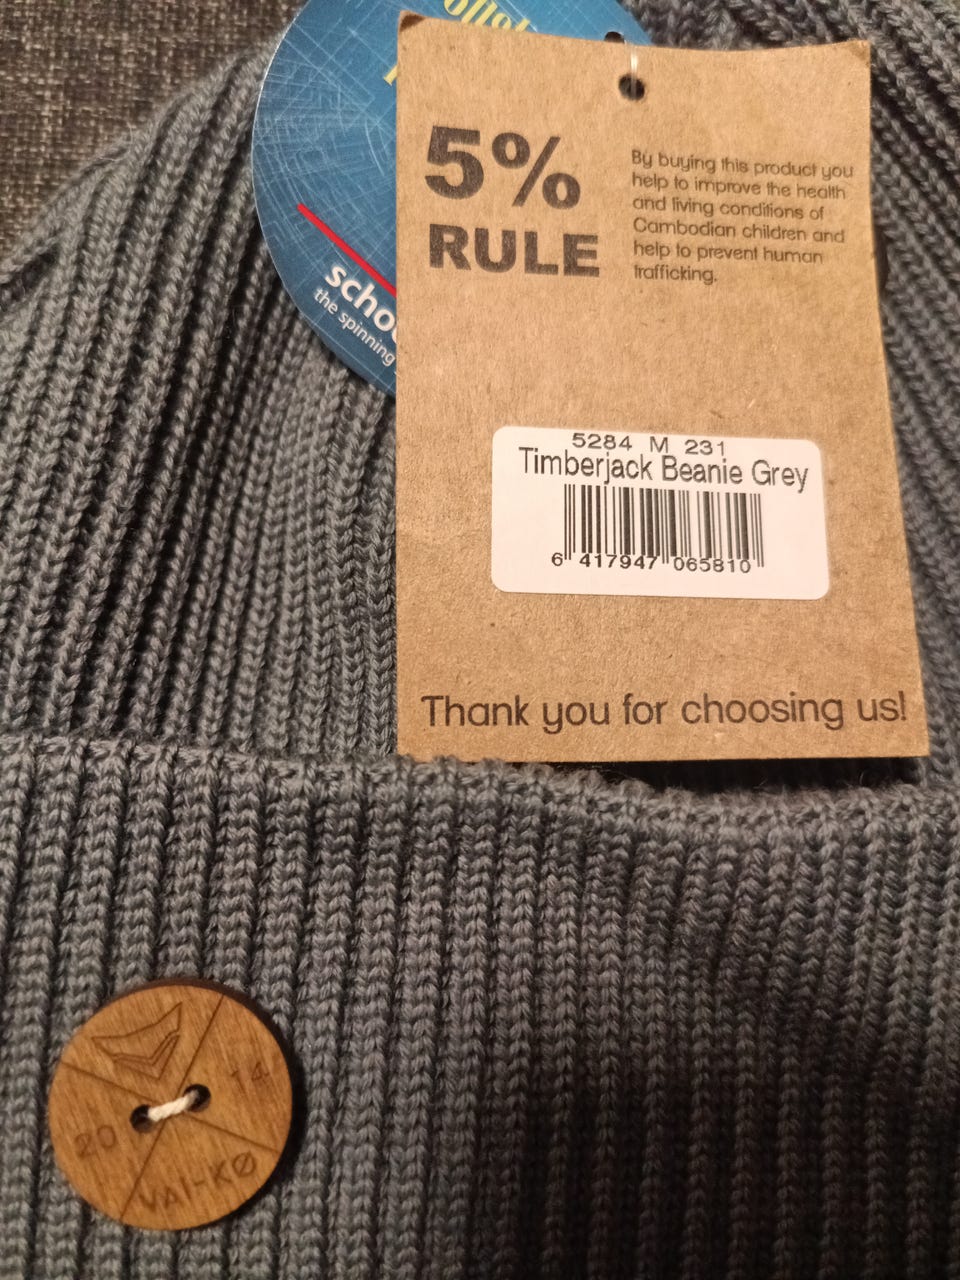 5%
RULE
By buying this product you
help to improve the health
and living conditions of
Cambodian children and
help to prevent human
trafficking.
the spinning
5284 M 231
Timberjack Beanie Grey
6 417947 065810
Thank you for choosing us!
20 14
VAI-KØ